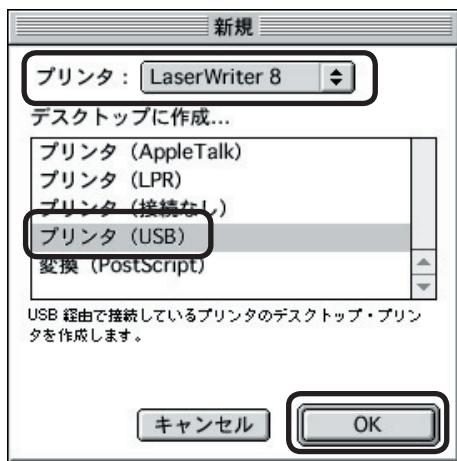 新規
プリンタ： LaserWriter 8
デスクトップに作成...
プリンタ（AppleTalk）
プリンタ（LPR）
プリンタ（接続なし）
プリンタ（USB）
変換（PostScript）
USB 経由で接続しているプリンタのデスクトップ・プリン
タを作成します。
キャンセル OK